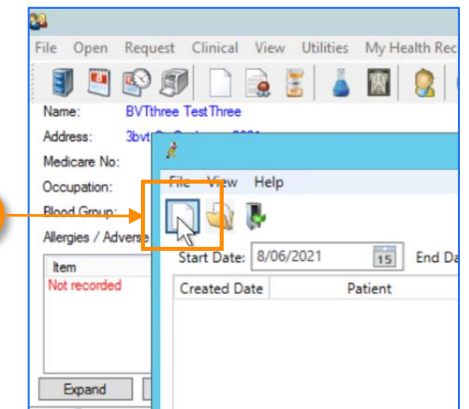 File Open Request Clinical View Utilities My Health Rec
Name: BVTthree TestThree
Address:
Medicare No:
Occupation:
File View Help
Blood Group:
Allergies / Adverse
Start Date: 8/06/2021 15 End Da
Item
Created Date Patient
Not recorded
Expand